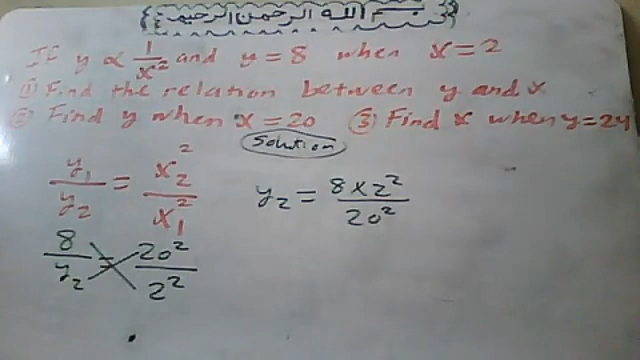 بسم الله الرحمن الرحيم
If y ∝ 1/x² and y = 8 when x = 2
① Find the relation between y and x
② Find y when x = 20 ③ Find x when y = 24
Solution
y₁/y₂ = x₂²/x₁²
y₂ = 8 × 2²/20²
8/y₂ = 20²/2²